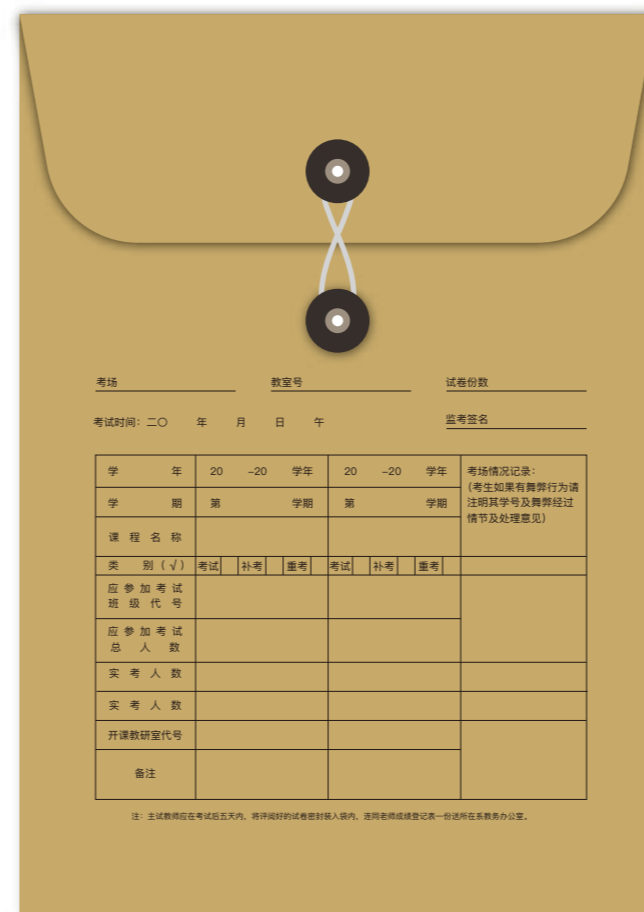 考场 教室号 试卷份数
考试时间：二〇 年 月 日 午 监考签名
学 年 20 –20 学年 20 –20 学年 考场情况记录：
（考生如果有舞弊行为请
学 期 第 学期 第 学期 注明其学号及舞弊经过
情节及处理意见）
课 程 名 称
类 别（√） 考试 补考 重考 考试 补考 重考
应 参 加 考 试
班 级 代 号
应 参 加 考 试
总 人 数
实 考 人 数
实 考 人 数
开课教研室代号
备注
注：主试教师应在考试后五天内，将评阅好的试卷密封装入袋内，连同老师成绩登记表一份送所在系教务办公室。